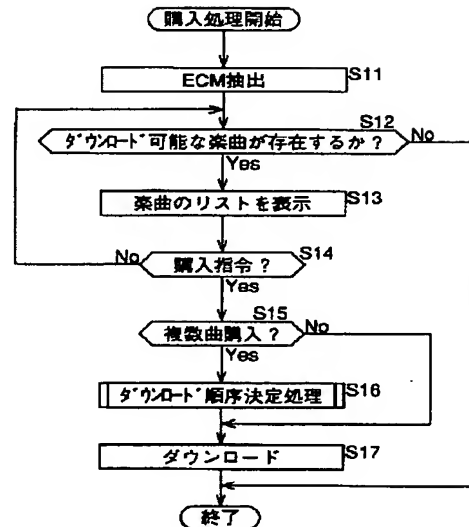 購入処理開始
ECM抽出
S11
S12
ダウンロード可能な楽曲が存在するか?
No
Yes
楽曲のリストを表示
S13
No
購入指令?
S14
Yes
S15
複数曲購入?
No
Yes
ダウンロード順序決定処理
S16
ダウンロード
S17
終了